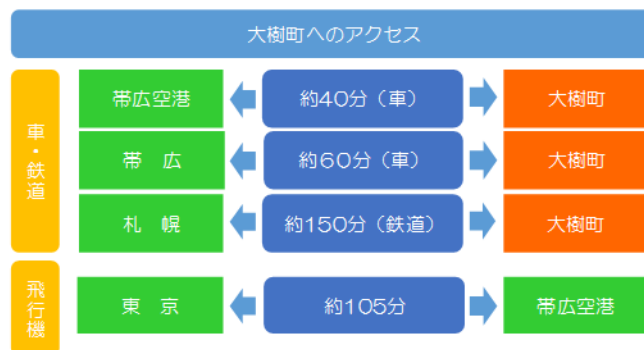 大樹町へのアクセス
車・鉄道
帯広空港 約40分（車） 大樹町
帯　広 約60分（車） 大樹町
札　幌 約150分（鉄道） 大樹町
飛行機
東　京 約105分 帯広空港